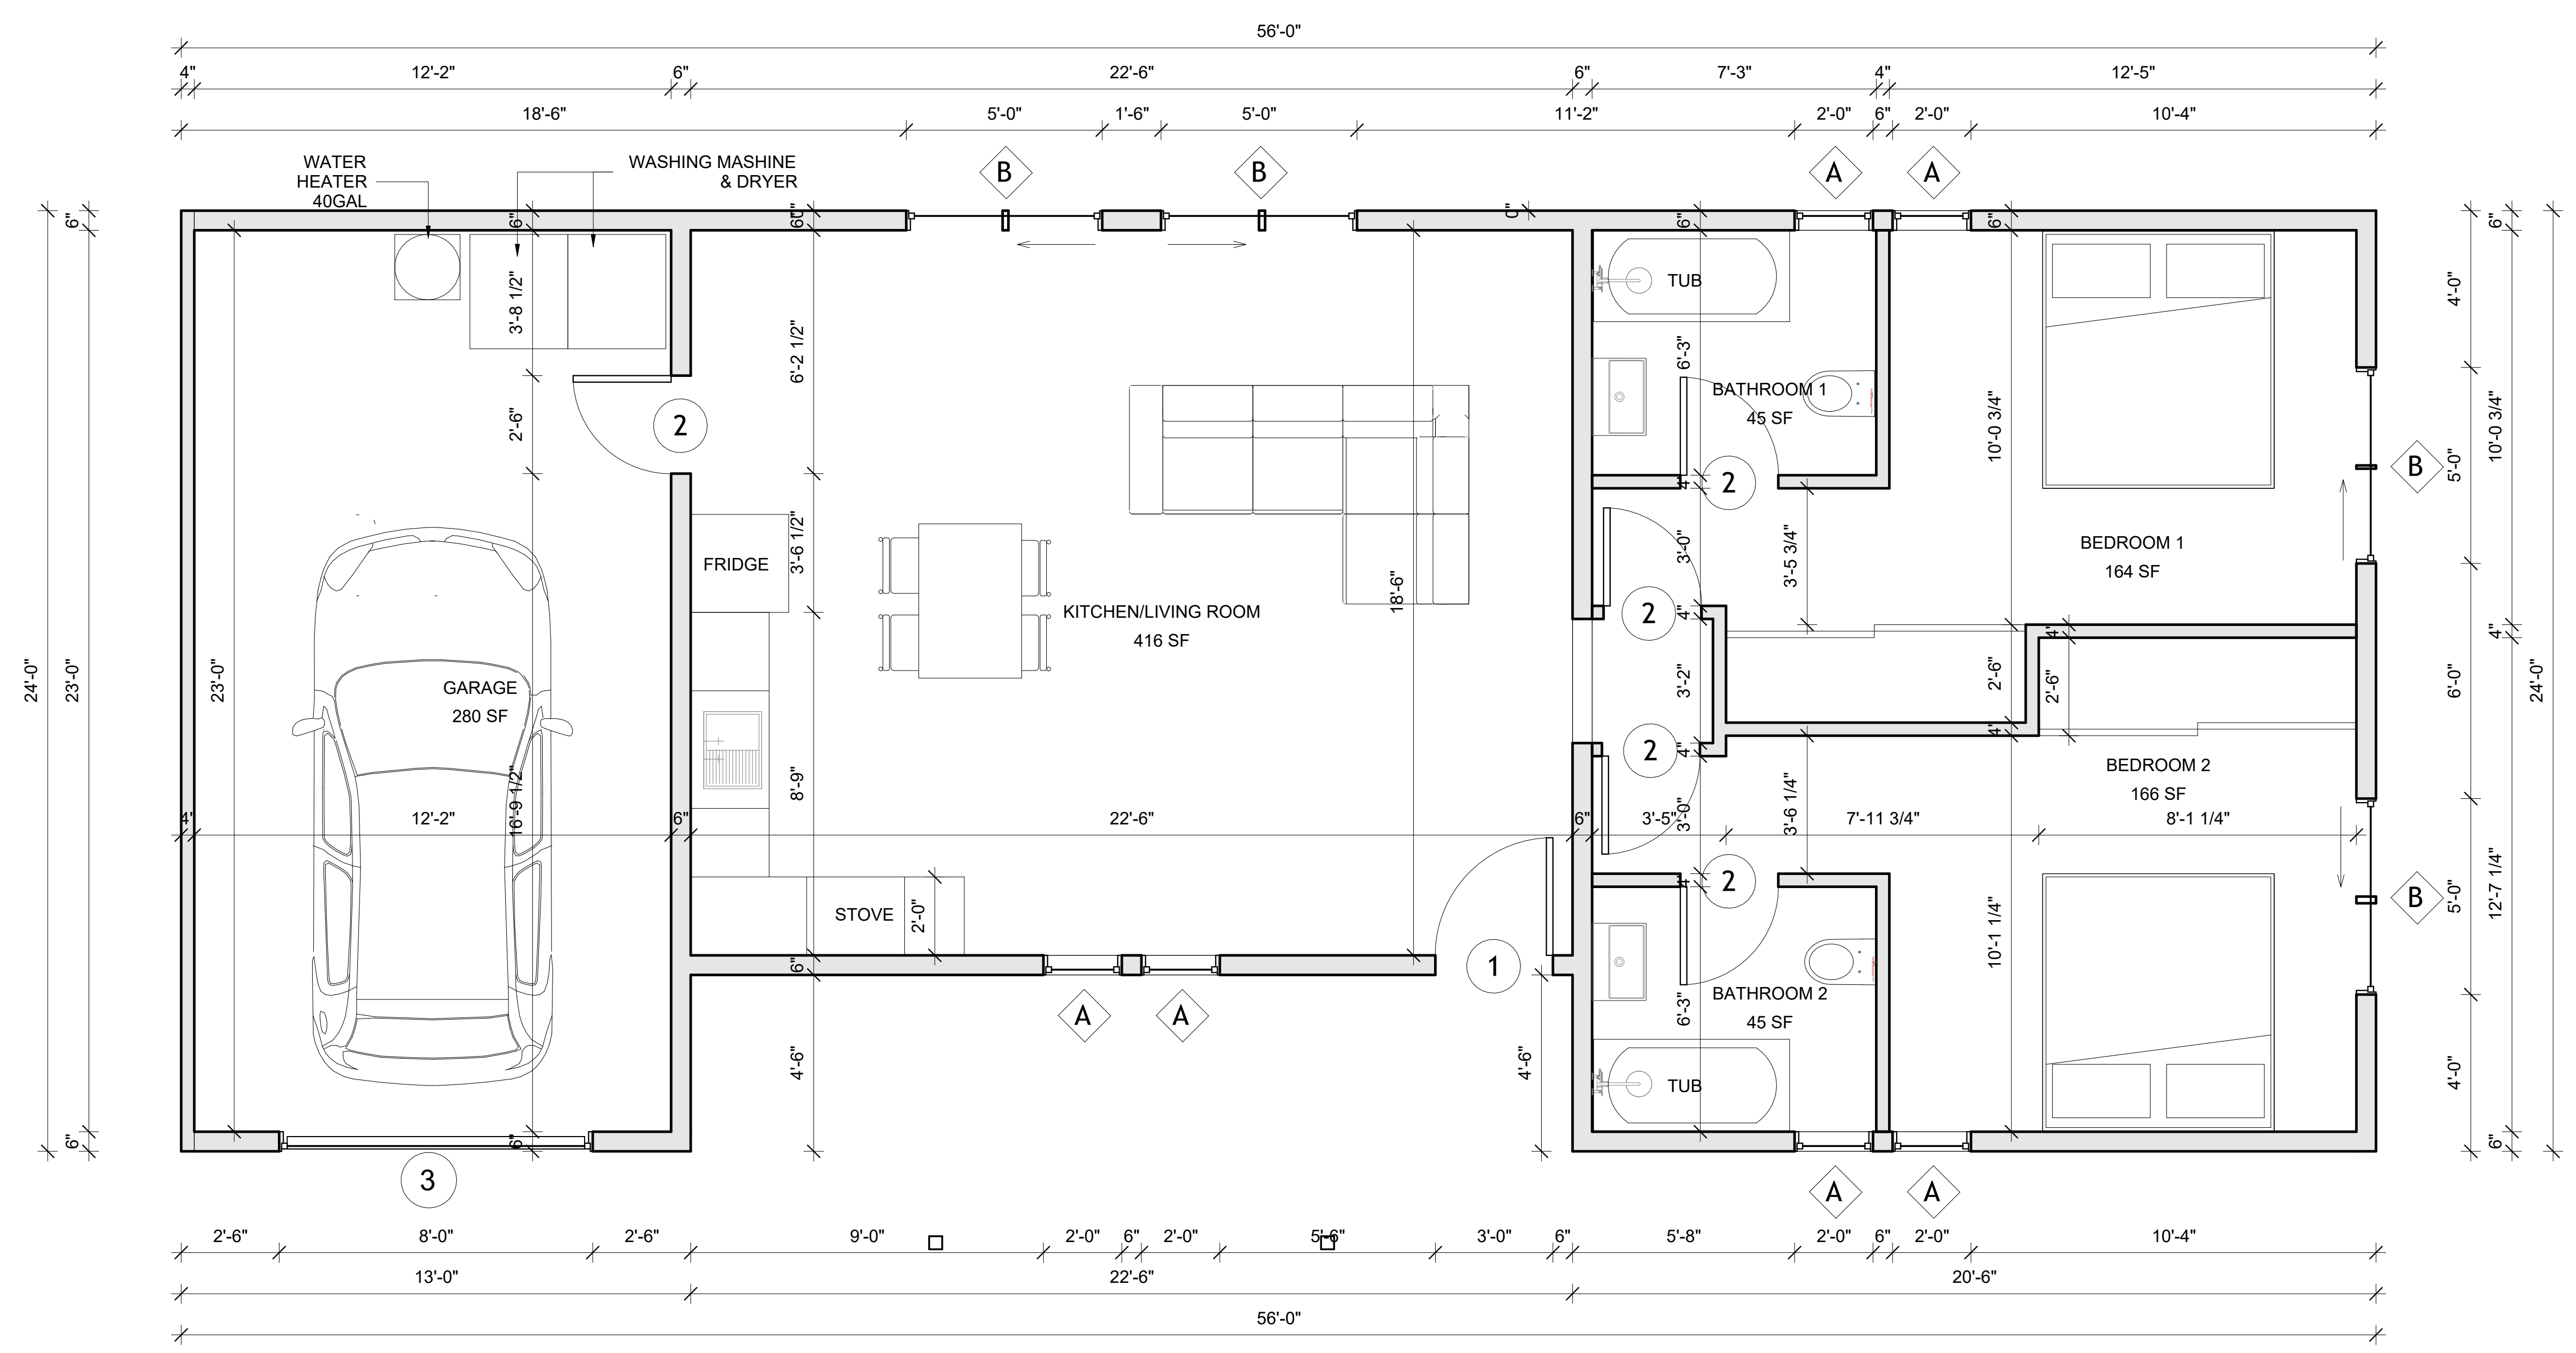 56'-0"
4" 12'-2" 6" 22'-6" 6" 7'-3" 4" 12'-5"
18'-6" 5'-0" 1'-6" 5'-0" 11'-2" 2'-0" 6" 2'-0" 10'-4"
WATER
HEATER
40GAL
WASHING MASHINE
& DRYER
B B A A
6" 6" 6" 0" 6" 6" 6" 6"
3'-8 1/2"
6'-2 1/2"
TUB
4'-0"
6'-3"
BATHROOM 1
45 SF
2'-6"
2
10'-0 3/4"
10'-0 3/4"
5'-0"
B
4"
2
3'-6 1/2"
FRIDGE
3'-0"
3'-5 3/4"
BEDROOM 1
164 SF
18'-6"
KITCHEN/LIVING ROOM
416 SF
2
4"
4"
4"
24'-0"
23'-0"
23'-0"
GARAGE
280 SF
3'-2"
2'-6"
2'-6"
6'-0"
24'-0"
4"
2
4"
BEDROOM 2
166 SF
16'-9 1/2"
8'-9"
4" 12'-2" 6" 22'-6" 6" 3'-5" 7'-11 3/4" 8'-1 1/4"
3'-0"
3'-6 1/4"
4"
2
5'-0"
12'-7 1/4"
B
STOVE
2'-0"
10'-1 1/4"
6"
1
BATHROOM 2
45 SF
6'-3"
A A
4'-6"
4'-6"
TUB
4'-0"
6" 6" 6"
3
A A
2'-6" 8'-0" 2'-6" 9'-0" 2'-0" 6" 2'-0" 5'-6" 3'-0" 6" 5'-8" 2'-0" 6" 2'-0" 10'-4"
13'-0" 22'-6" 20'-6"
56'-0"